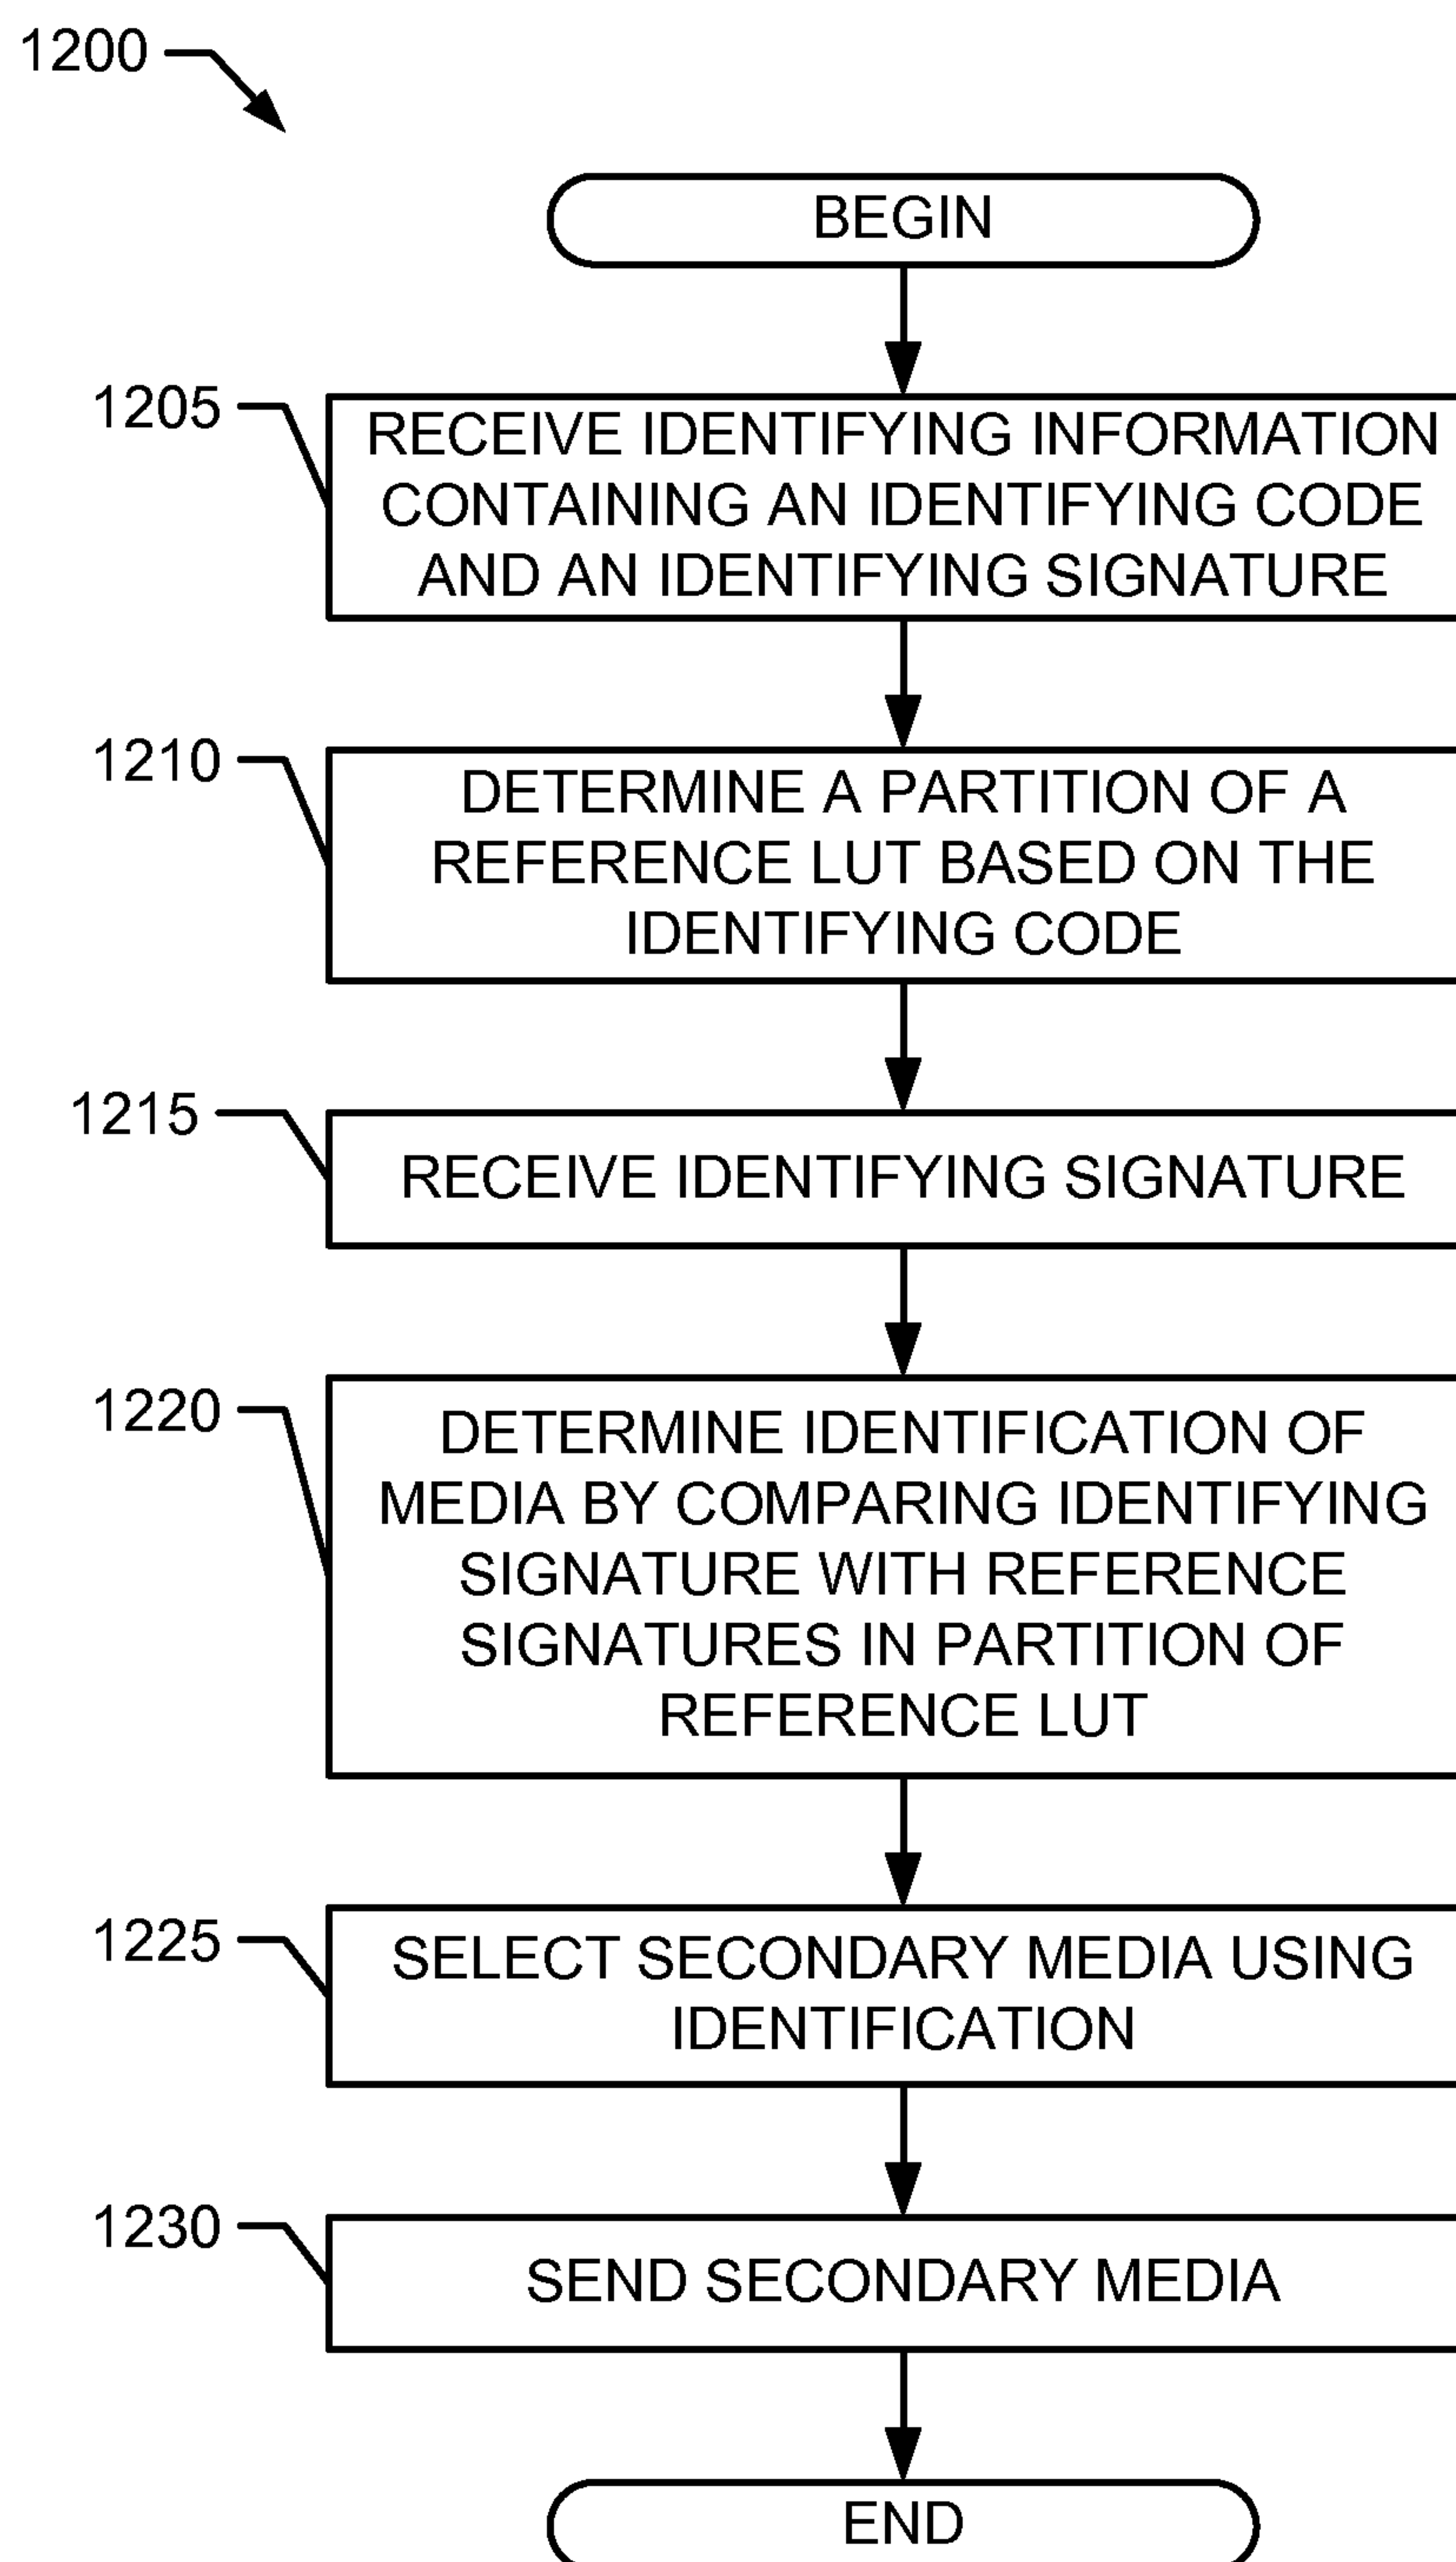 1200
BEGIN
1205
RECEIVE IDENTIFYING INFORMATION
CONTAINING AN IDENTIFYING CODE
AND AN IDENTIFYING SIGNATURE
1210
DETERMINE A PARTITION OF A
REFERENCE LUT BASED ON THE
IDENTIFYING CODE
1215
RECEIVE IDENTIFYING SIGNATURE
1220
DETERMINE IDENTIFICATION OF
MEDIA BY COMPARING IDENTIFYING
SIGNATURE WITH REFERENCE
SIGNATURES IN PARTITION OF
REFERENCE LUT
1225
SELECT SECONDARY MEDIA USING
IDENTIFICATION
1230
SEND SECONDARY MEDIA
END